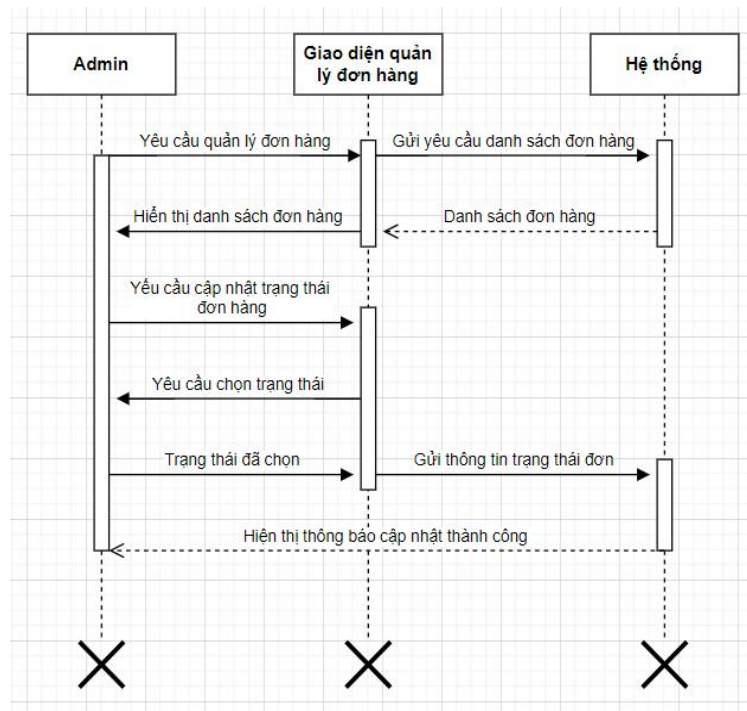 Admin
Giao diện quản
lý đơn hàng
Hệ thống
Yêu cầu quản lý đơn hàng
Gửi yêu cầu danh sách đơn hàng
Hiển thị danh sách đơn hàng
Danh sách đơn hàng
Yếu cầu cập nhật trạng thái
đơn hàng
Yêu cầu chọn trạng thái
Trạng thái đã chọn
Gửi thông tin trạng thái đơn
Hiện thị thông báo cập nhật thành công